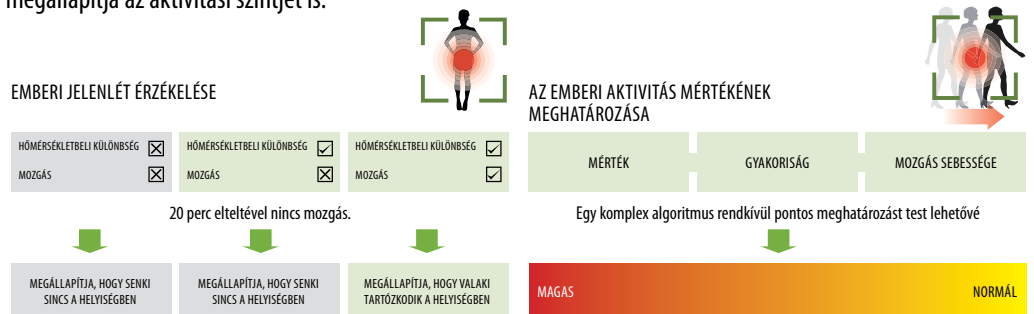 megállapítja az aktivitási szintjét is.
EMBERI JELENLÉT ÉRZÉKELÉSE
HŐMÉRSÉKLETBELI KÜLÖNBSÉG
MOZGÁS
HŐMÉRSÉKLETBELI KÜLÖNBSÉG
MOZGÁS
HŐMÉRSÉKLETBELI KÜLÖNBSÉG
MOZGÁS
20 perc elteltével nincs mozgás.
MEGÁLLAPÍTJA, HOGY SENKI
SINCS A HELYISÉGBEN
MEGÁLLAPÍTJA, HOGY SENKI
SINCS A HELYISÉGBEN
MEGÁLLAPÍTJA, HOGY VALAKI
TARTÓZKODIK A HELYISÉGBEN
AZ EMBERI AKTIVITÁS MÉRTÉKÉNEK
MEGHATÁROZÁSA
MÉRTÉK
GYAKORISÁG
MOZGÁS SEBESSÉGE
Egy komplex algoritmus rendkívül pontos meghatározást test lehetővé
MAGAS
NORMÁL